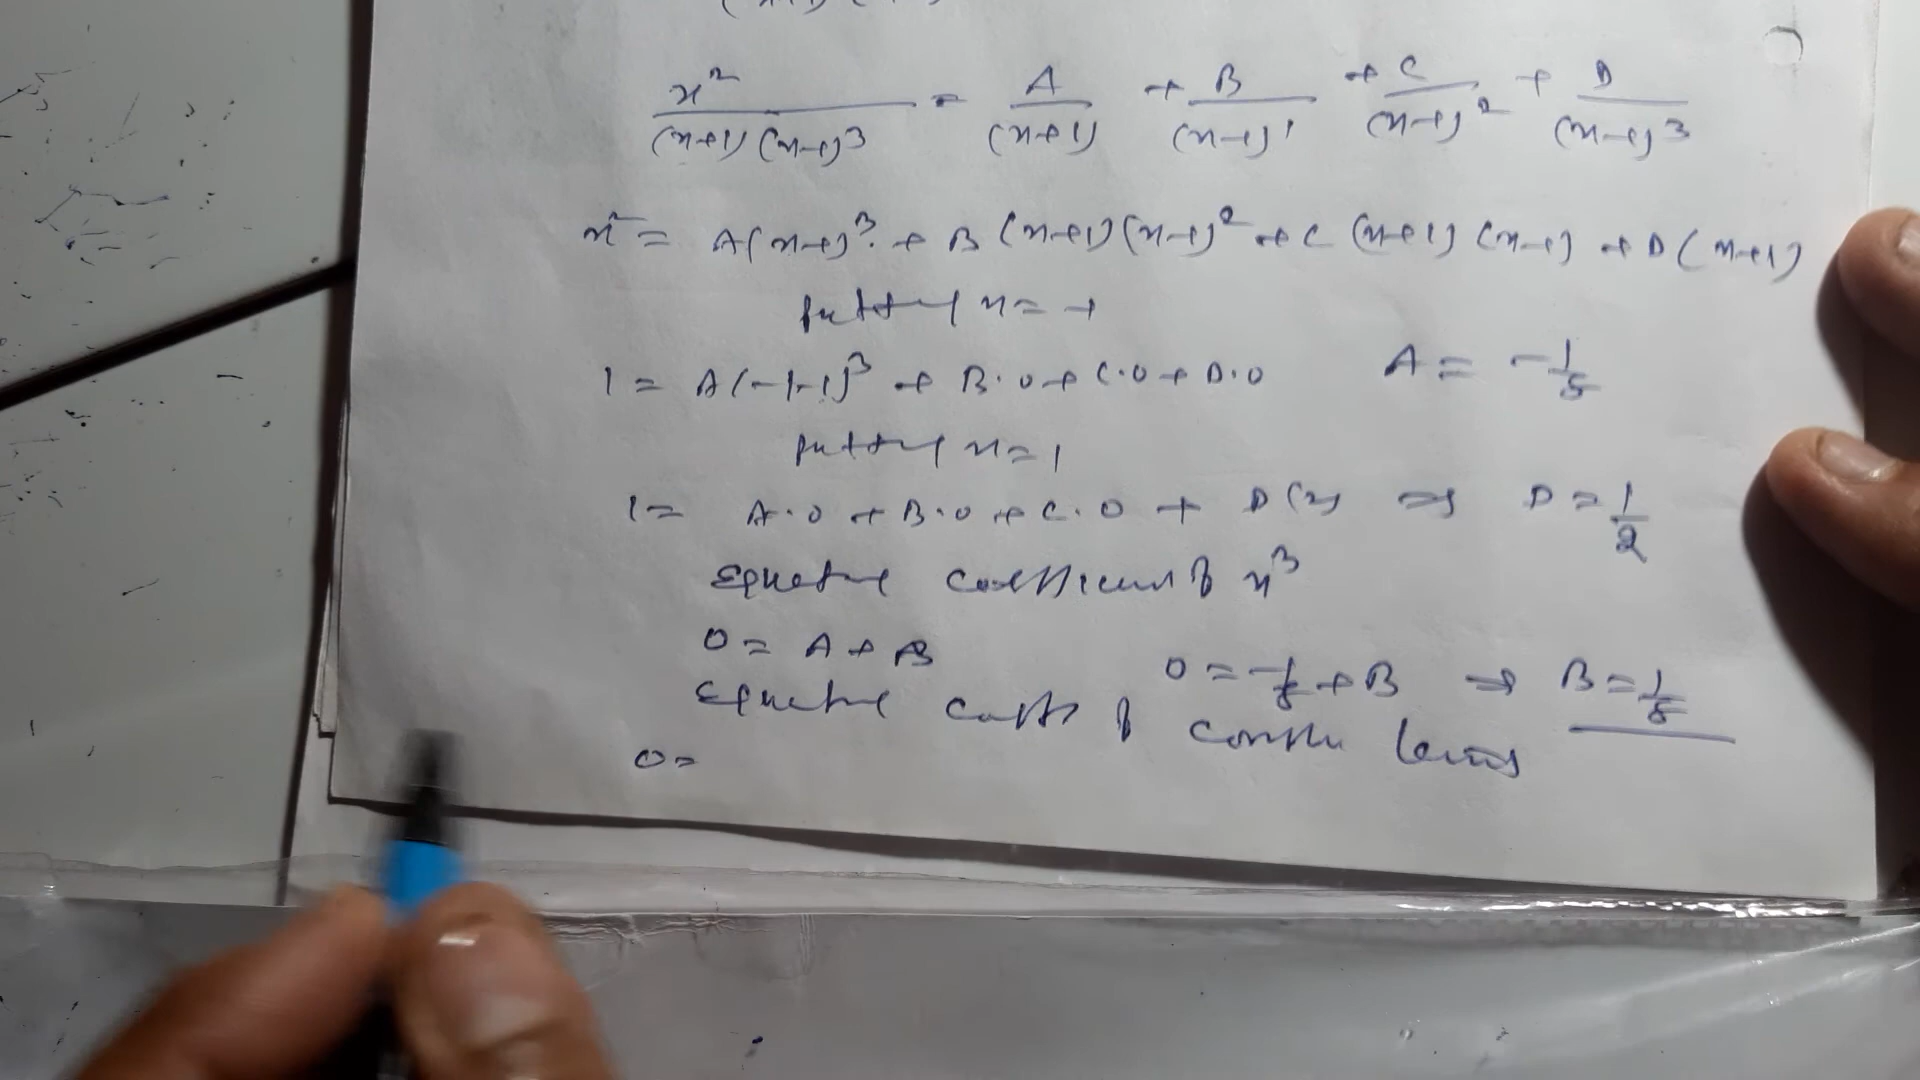 x² / (x+1)(x-1)³ = A / (x+1) + B / (x-1)¹ + C / (x-1)² + D / (x-1)³
x² = A(x-1)³ + B(x+1)(x-1)² + C(x+1)(x-1) + D(x+1)
putting x = -1
1 = A(-1-1)³ + B.0 + C.0 + D.0 A = -1/8
putting x = 1
1 = A.0 + B.0 + C.0 + D(2) ⇒ D = 1/2
Equating coefficient of x³
0 = A + B 0 = -1/8 + B ⇒ B = 1/8
Equating coeffs of terms
0 =